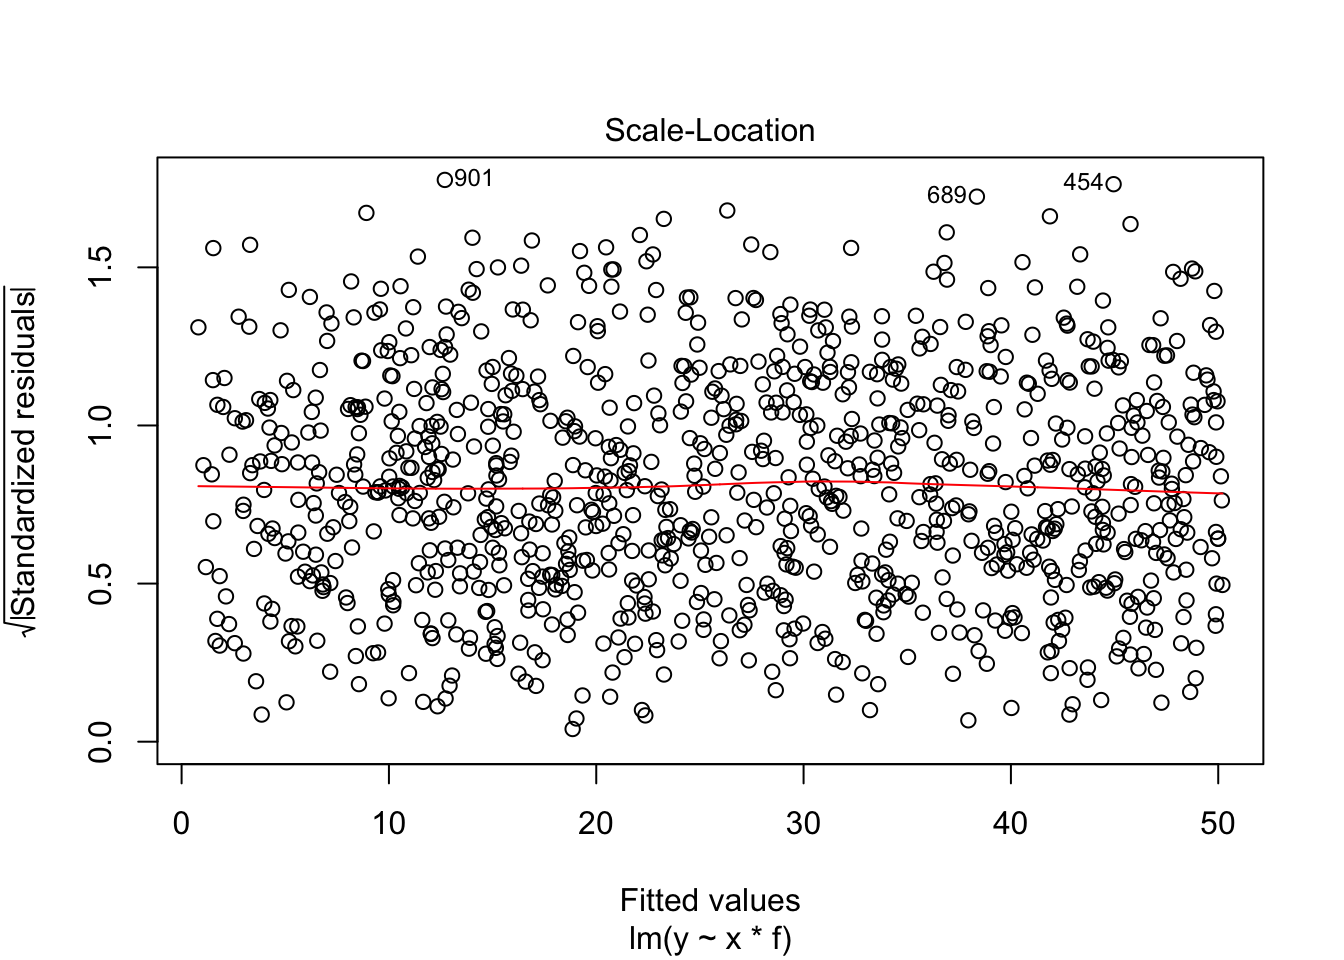 Scale-Location
901
689
454
√|Standardized residuals|
1.5
1.0
0.5
0.0
0 10 20 30 40 50
Fitted values
lm(y ~ x * f)